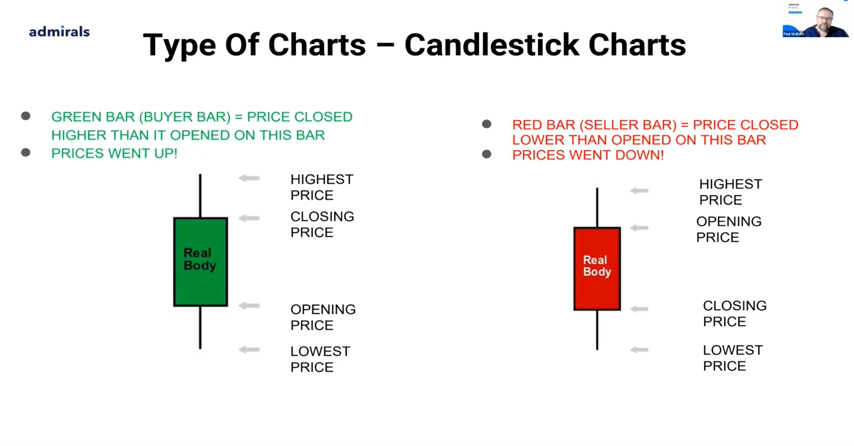 admirals
Type Of Charts – Candlestick Charts
GREEN BAR (BUYER BAR) = PRICE CLOSED
HIGHER THAN IT OPENED ON THIS BAR
PRICES WENT UP!
HIGHEST
PRICE
CLOSING
PRICE
Real
Body
OPENING
PRICE
LOWEST
PRICE
RED BAR (SELLER BAR) = PRICE CLOSED
LOWER THAN OPENED ON THIS BAR
PRICES WENT DOWN!
HIGHEST
PRICE
OPENING
PRICE
Real
Body
CLOSING
PRICE
LOWEST
PRICE